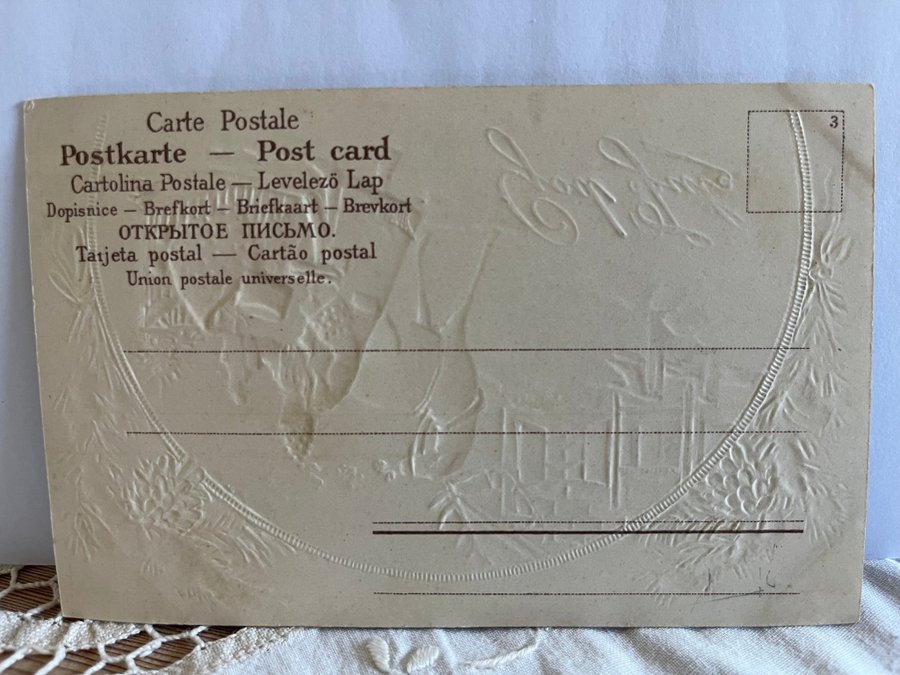 Carte Postale
Postkarte — Post card
Cartolina Postale — Levelező Lap
Dopisnice — Brefkort — Briefkaart — Brevkort
ОТКРЫТОЕ ПИСЬМО.
Tarjeta postal — Cartão postal
Union postale universelle.
3